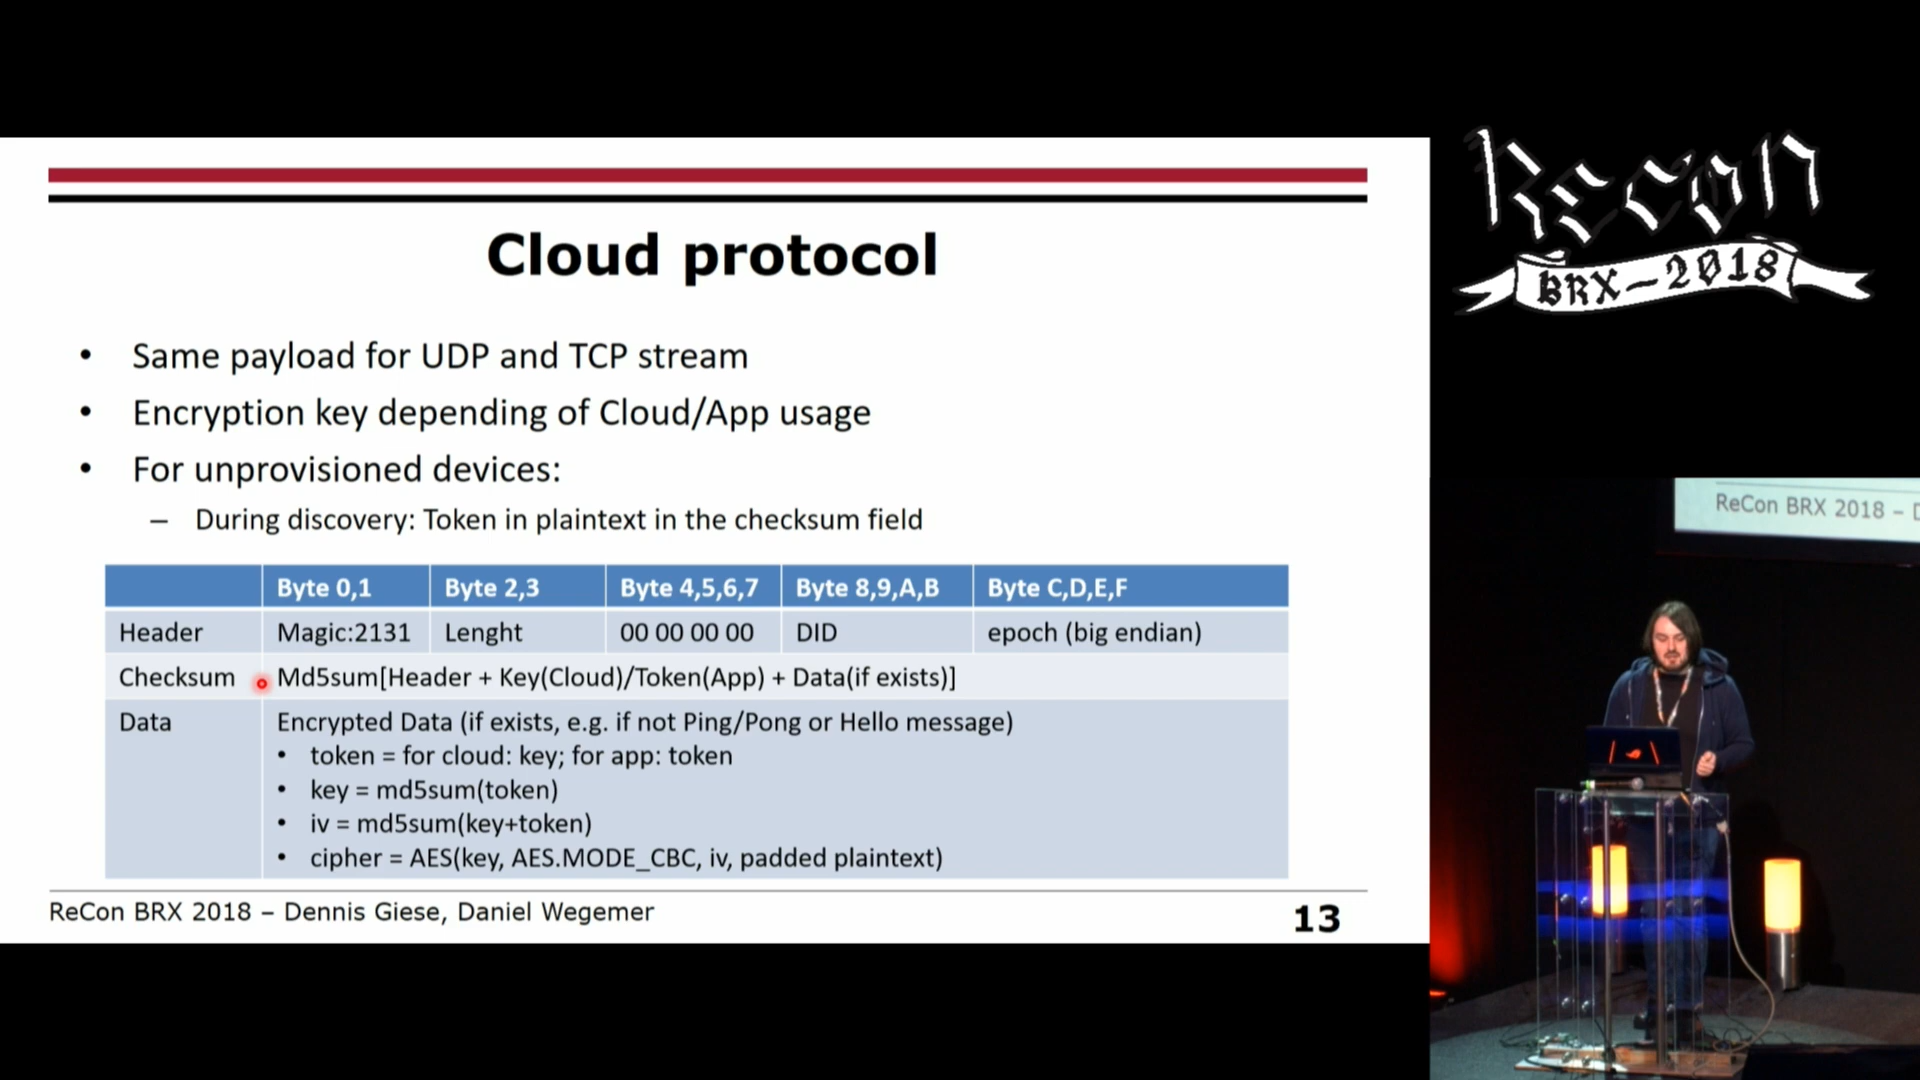 Cloud protocol
• Same payload for UDP and TCP stream
• Encryption key depending of Cloud/App usage
• For unprovisioned devices:
– During discovery: Token in plaintext in the checksum field
Byte 0,1 Byte 2,3 Byte 4,5,6,7 Byte 8,9,A,B Byte C,D,E,F
Header Magic:2131 Lenght 00 00 00 00 DID epoch (big endian)
Checksum Md5sum[Header + Key(Cloud)/Token(App) + Data(if exists)]
Data Encrypted Data (if exists, e.g. if not Ping/Pong or Hello message)
• token = for cloud: key; for app: token
• key = md5sum(token)
• iv = md5sum(key+token)
• cipher = AES(key, AES.MODE_CBC, iv, padded plaintext)
ReCon BRX 2018 – Dennis Giese, Daniel Wegemer
13
Recon
BRX-2018
ReCon BRX 2018 –